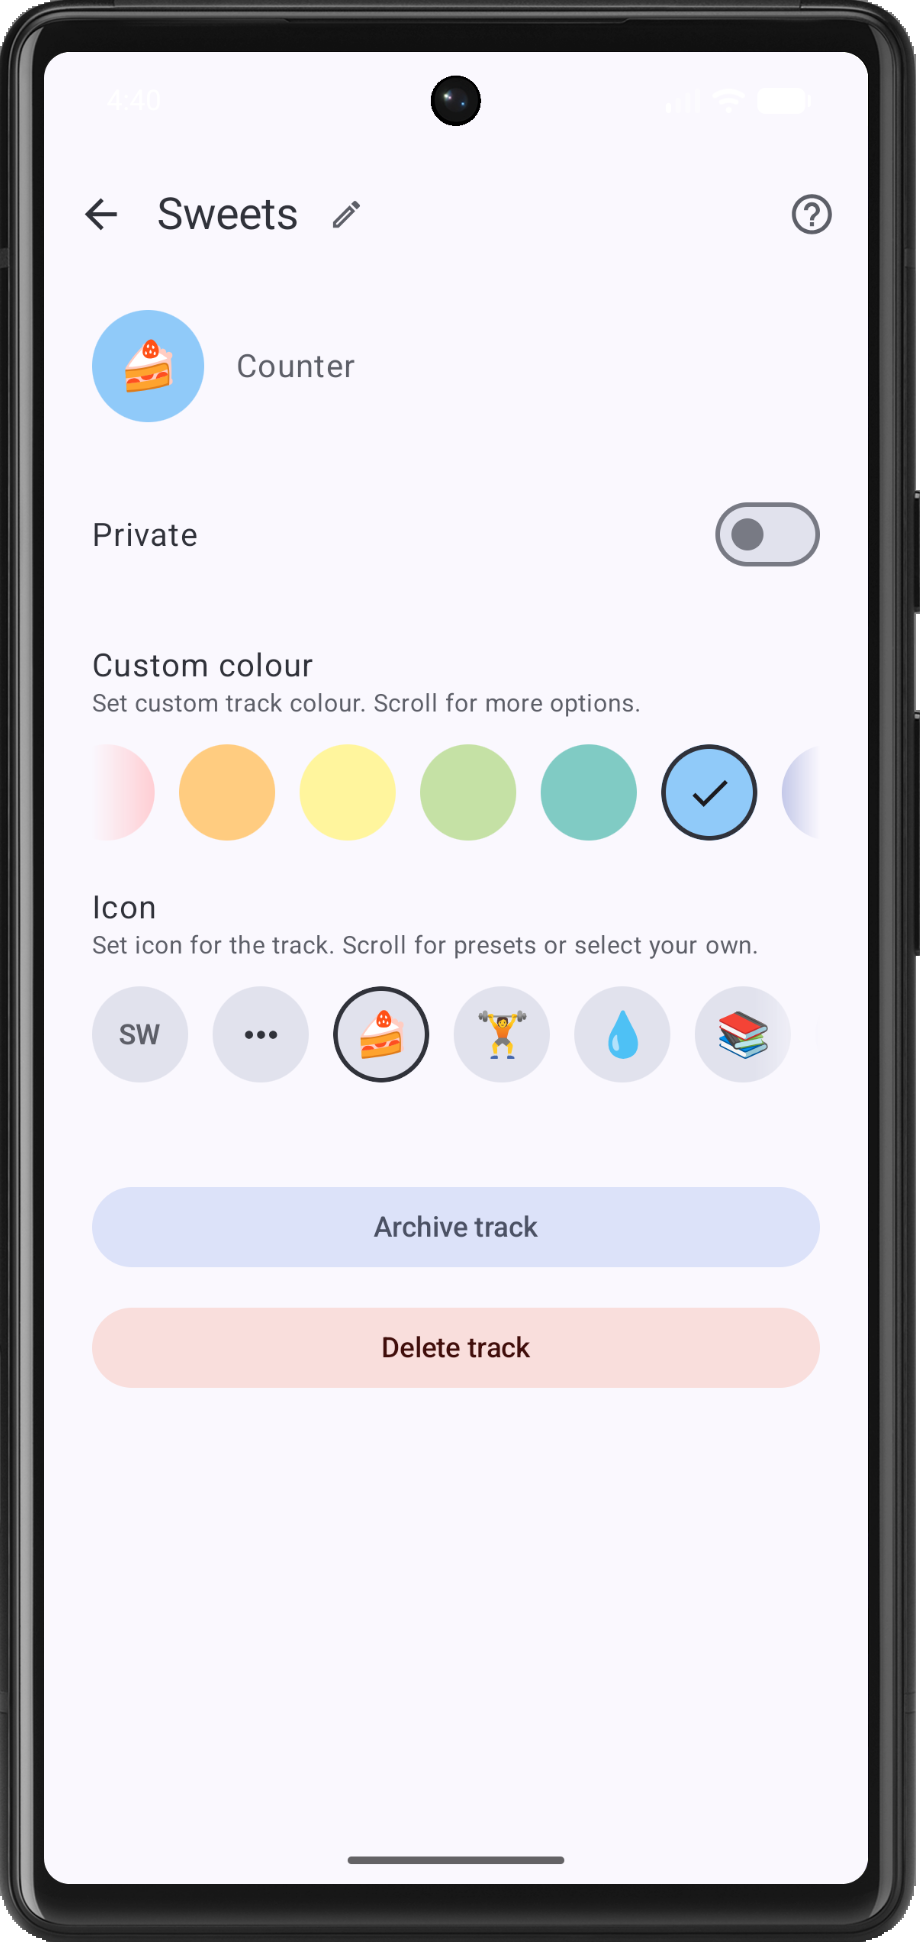 4:40
Sweets
Counter
Private
Custom colour
Set custom track colour. Scroll for more options.
Icon
Set icon for the track. Scroll for presets or select your own.
SW
Archive track
Delete track